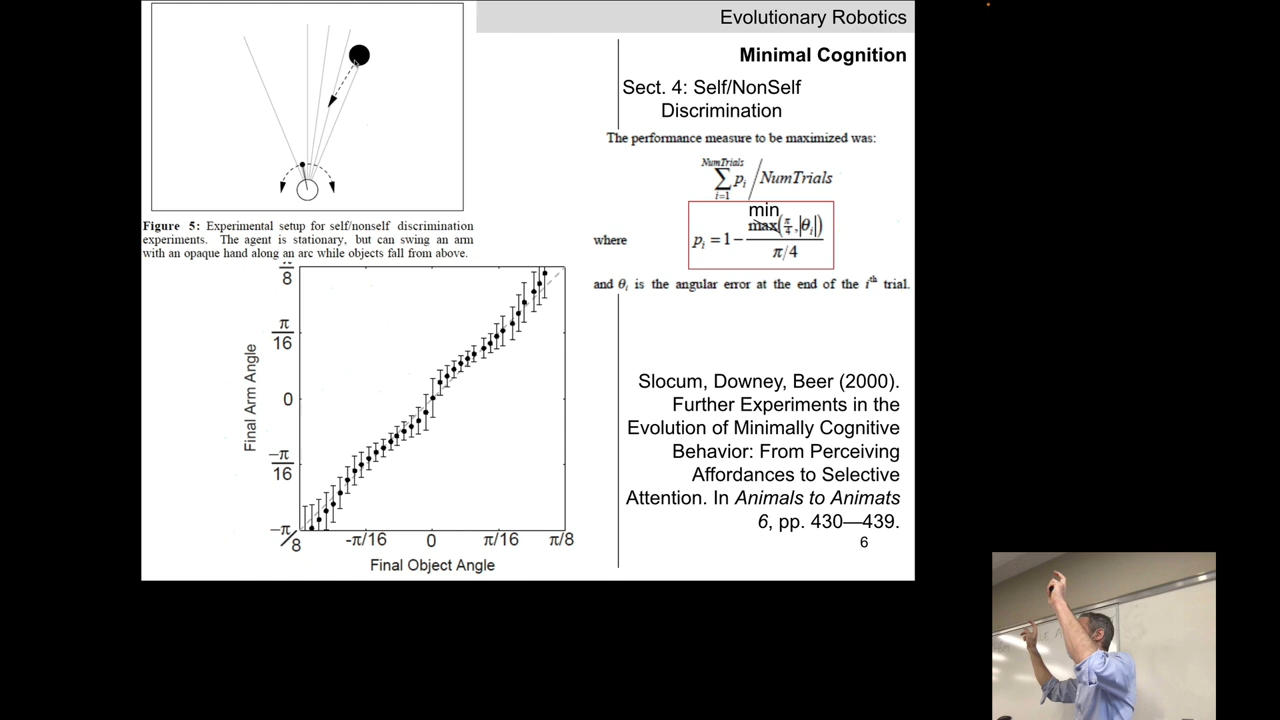 Evolutionary Robotics
Minimal Cognition
Sect. 4: Self/NonSelf
Discrimination
The performance measure to be maximized was:
NumTrials
∑ p_i / NumTrials
i=1
min
where p_i = 1 − max(π/4, |θ_i|) / π/4
and θ_i is the angular error at the end of the i^th trial.
Slocum, Downey, Beer (2000).
Further Experiments in the
Evolution of Minimally Cognitive
Behavior: From Perceiving
Affordances to Selective
Attention. In Animals to Animats
6, pp. 430—439.
6
Figure 5: Experimental setup for self/nonself discrimination
experiments. The agent is stationary, but can swing an arm
with an opaque hand along an arc while objects fall from above.
π/8
π/16
0
−π/16
−π/8
Final Arm Angle
-π/16 0 π/16 π/8
Final Object Angle